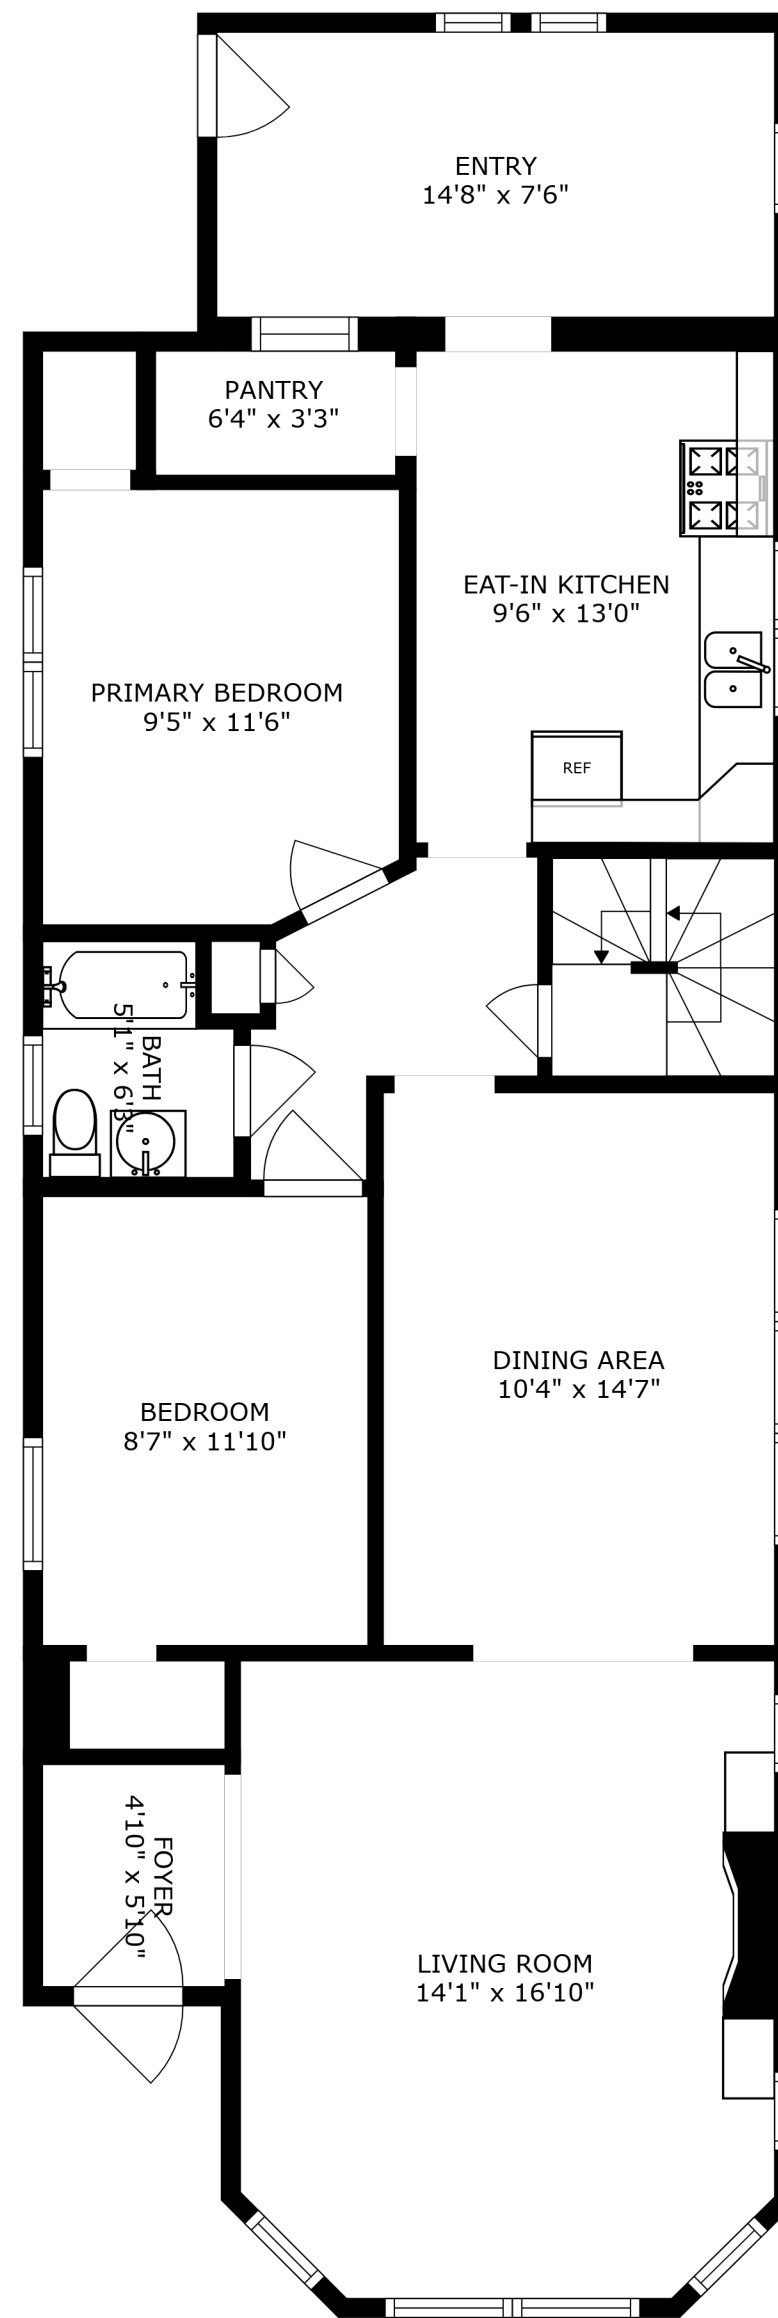 ENTRY
14'8" x 7'6"
PANTRY
6'4" x 3'3"
EAT-IN KITCHEN
9'6" x 13'0"
PRIMARY BEDROOM
9'5" x 11'6"
REF
BATH
5'1" x 6'3"
DINING AREA
10'4" x 14'7"
BEDROOM
8'7" x 11'10"
FOYER
4'10" x 5'10"
LIVING ROOM
14'1" x 16'10"